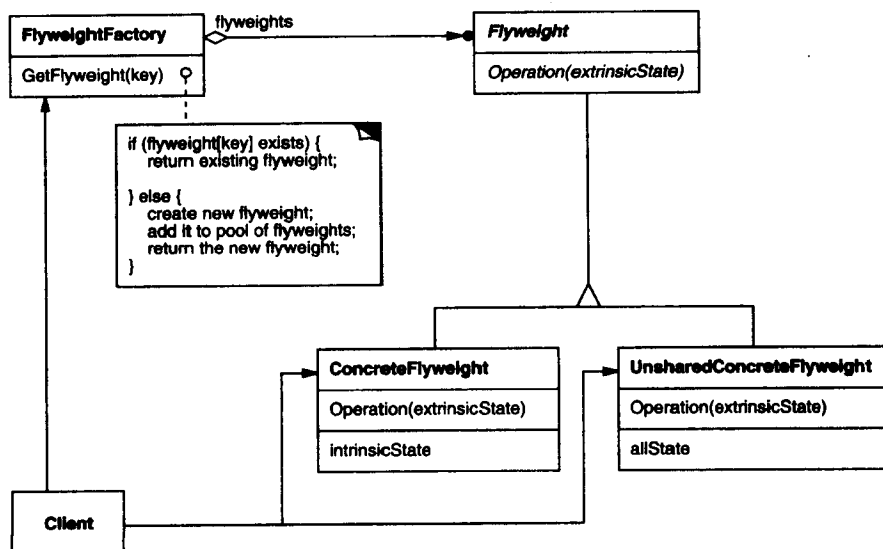 flyweights
FlyweightFactory
GetFlyweight(key)
Flyweight
Operation(extrinsicState)
if (flyweight[key] exists) {
return existing flyweight;
} else {
create new flyweight;
add it to pool of flyweights;
return the new flyweight;
}
ConcreteFlyweight
Operation(extrinsicState)
intrinsicState
UnsharedConcreteFlyweight
Operation(extrinsicState)
allState
Client